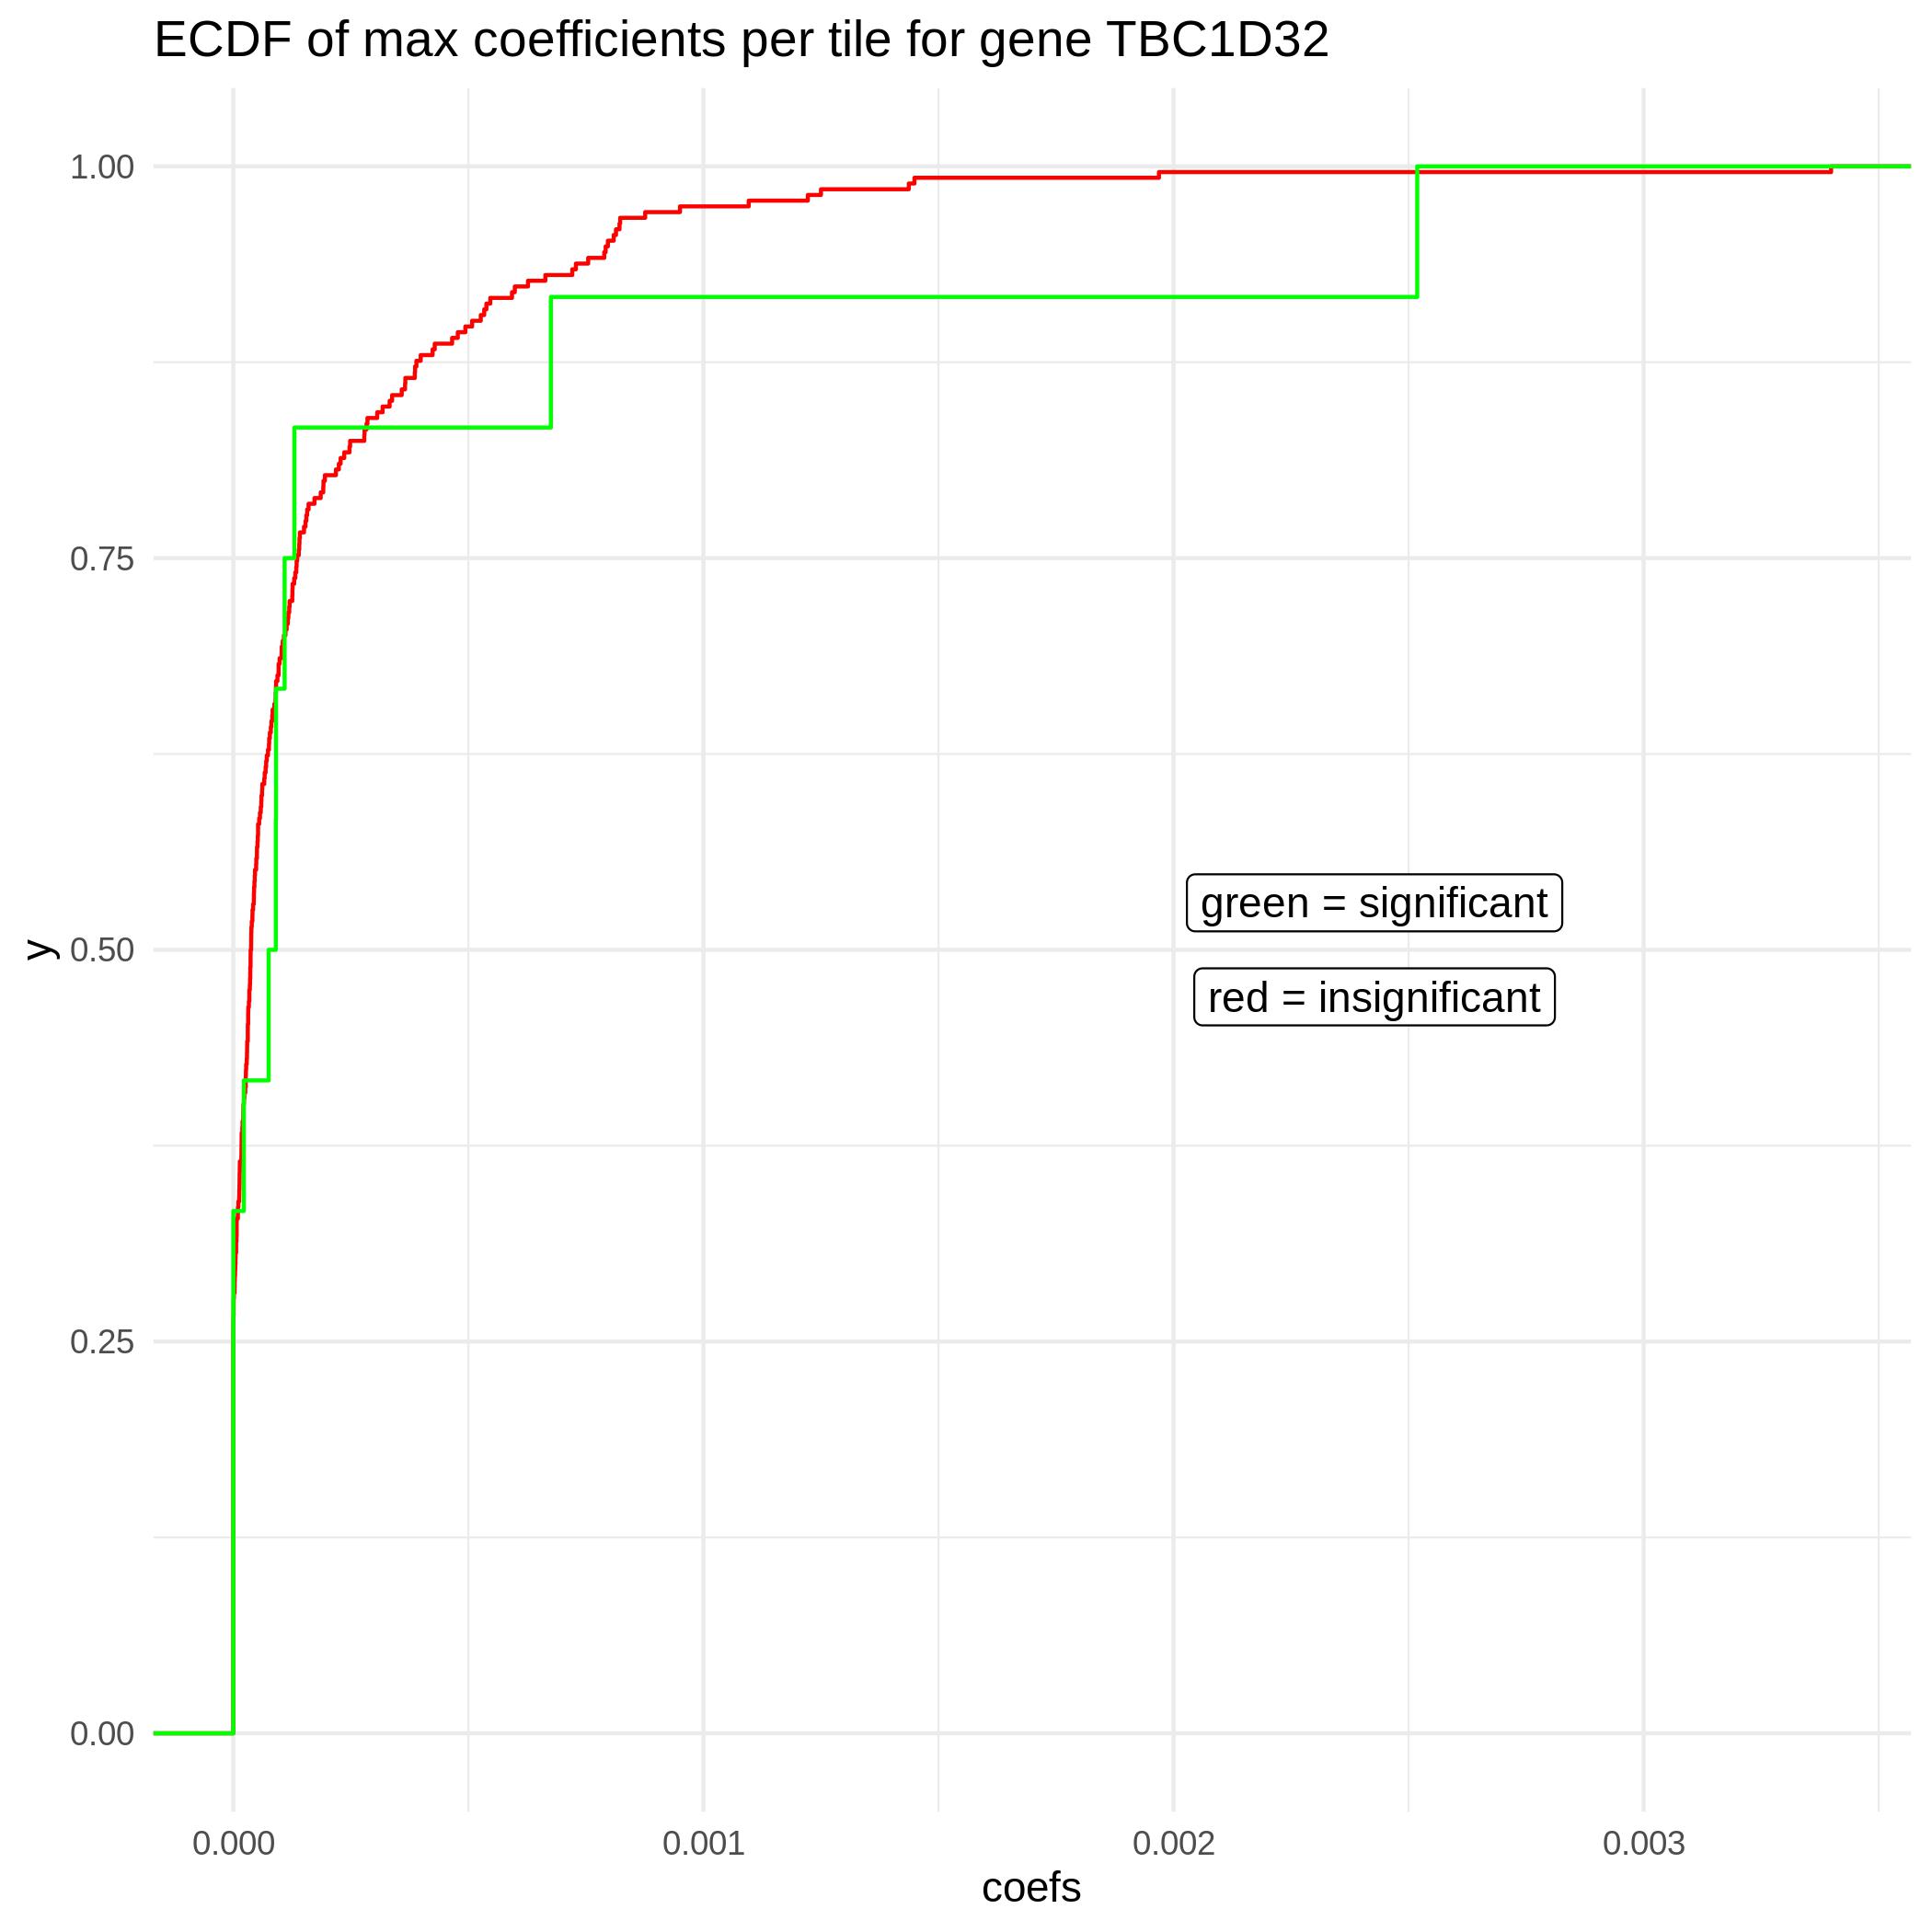 ECDF of max coefficients per tile for gene TBC1D32
1.00
0.75
0.50
0.25
0.00
y
green = significant
red = insignificant
0.000
0.001
0.002
0.003
coefs